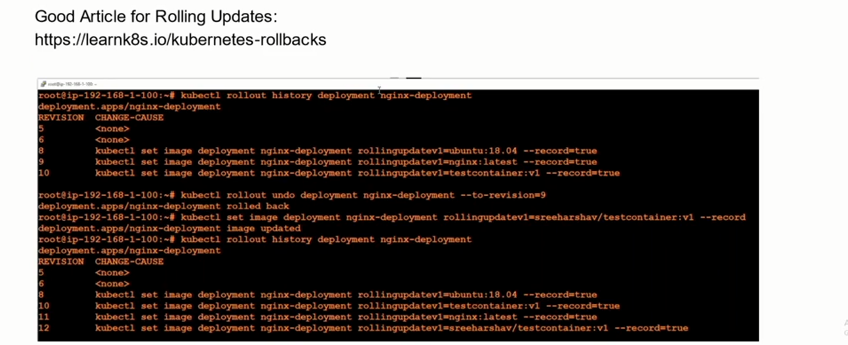 Good Article for Rolling Updates:
https://learnk8s.io/kubernetes-rollbacks
root@ip-192-168-1-100: ~
root@ip-192-168-1-100:~# kubectl rollout history deployment nginx-deployment
deployment.apps/nginx-deployment
REVISION CHANGE-CAUSE
5 <none>
6 <none>
8 kubectl set image deployment nginx-deployment rollingupdatev1=ubuntu:18.04 --record=true
9 kubectl set image deployment nginx-deployment rollingupdatev1=nginx:latest --record=true
10 kubectl set image deployment nginx-deployment rollingupdatev1=testcontainer:v1 --record=true
root@ip-192-168-1-100:~# kubectl rollout undo deployment nginx-deployment --to-revision=9
deployment.apps/nginx-deployment rolled back
root@ip-192-168-1-100:~# kubectl set image deployment nginx-deployment rollingupdatev1=sreeharshav/testcontainer:v1 --record
deployment.apps/nginx-deployment image updated
root@ip-192-168-1-100:~# kubectl rollout history deployment nginx-deployment
deployment.apps/nginx-deployment
REVISION CHANGE-CAUSE
5 <none>
6 <none>
8 kubectl set image deployment nginx-deployment rollingupdatev1=ubuntu:18.04 --record=true
10 kubectl set image deployment nginx-deployment rollingupdatev1=testcontainer:v1 --record=true
11 kubectl set image deployment nginx-deployment rollingupdatev1=nginx:latest --record=true
12 kubectl set image deployment nginx-deployment rollingupdatev1=sreeharshav/testcontainer:v1 --record=true